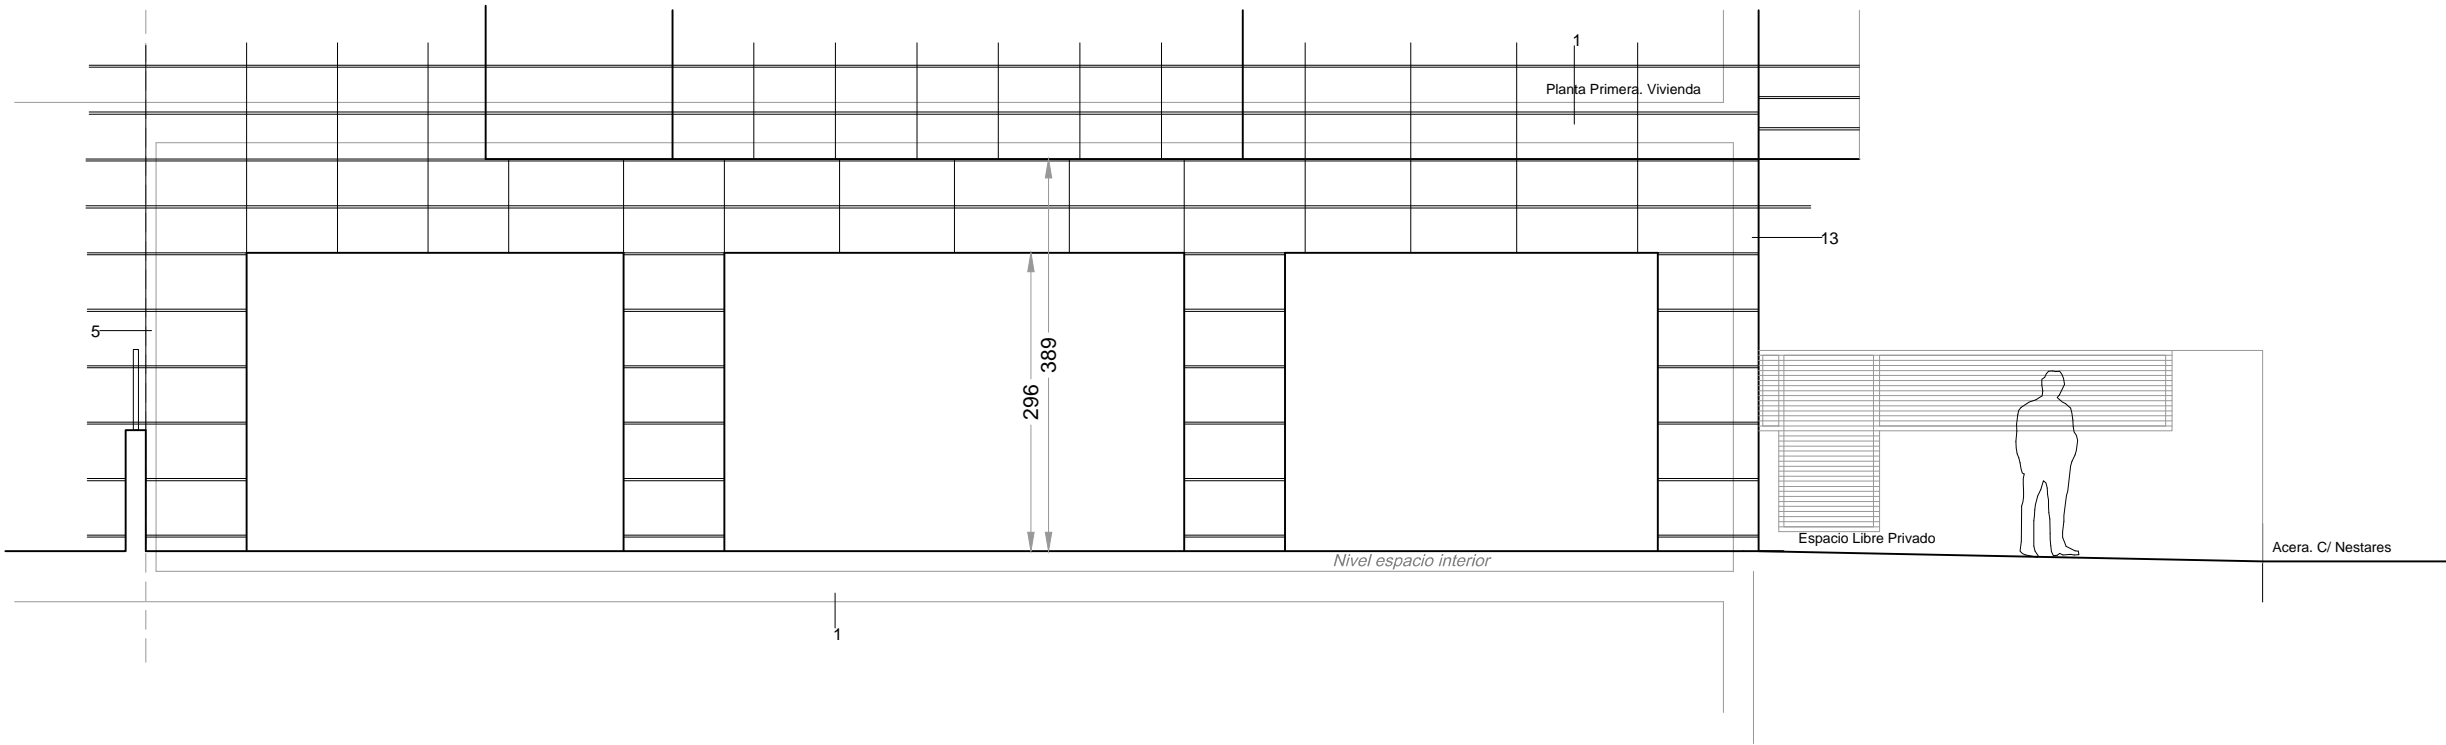 1
Planta Primera. Vivienda
13
5
389
296
Espacio Libre Privado
Acera. C/ Nestares
Nivel espacio interior
1